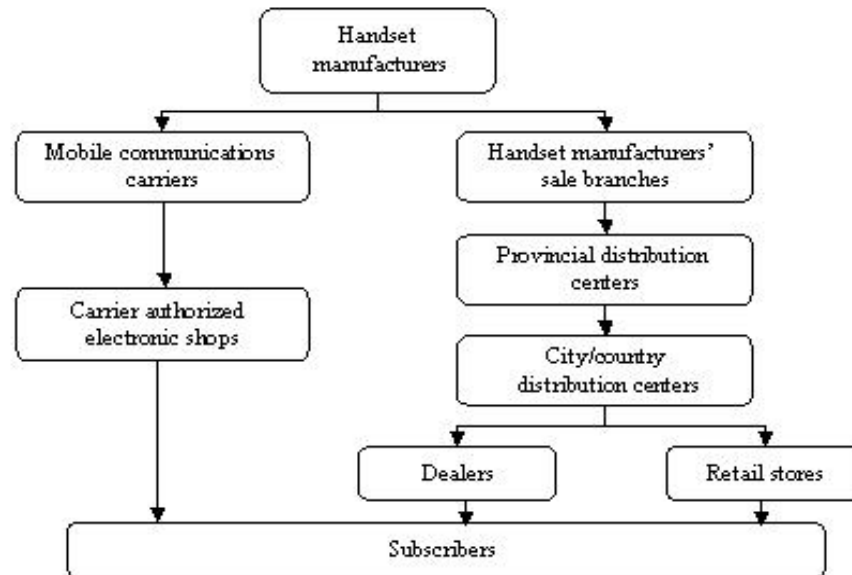 Handset
manufacturers
Mobile communications
carriers
Handset manufacturers'
sale branches
Provincial distribution
centers
Carrier authorized
electronic shops
City/country
distribution centers
Dealers
Retail stores
Subscribers